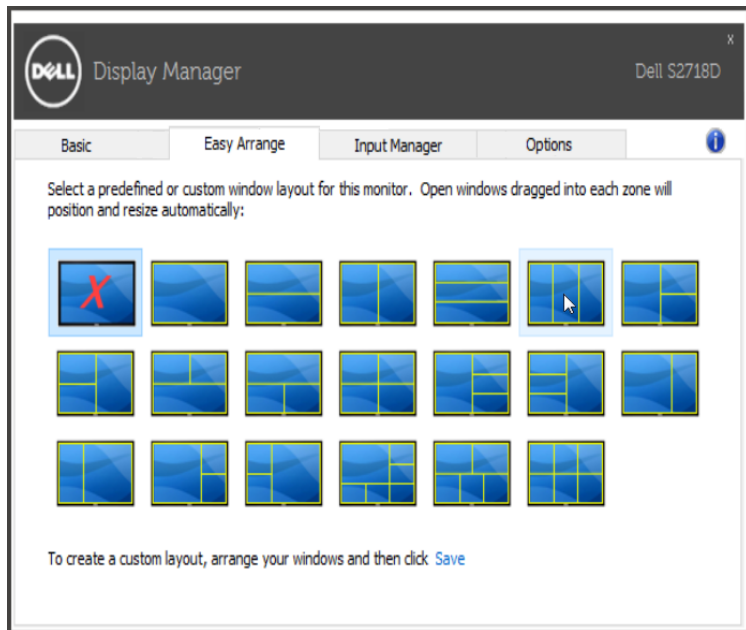 x
DELL
Display Manager
Dell S2718D
Basic
Easy Arrange
Input Manager
Options
i
Select a predefined or custom window layout for this monitor. Open windows dragged into each zone will
position and resize automatically:
X
To create a custom layout, arrange your windows and then click Save